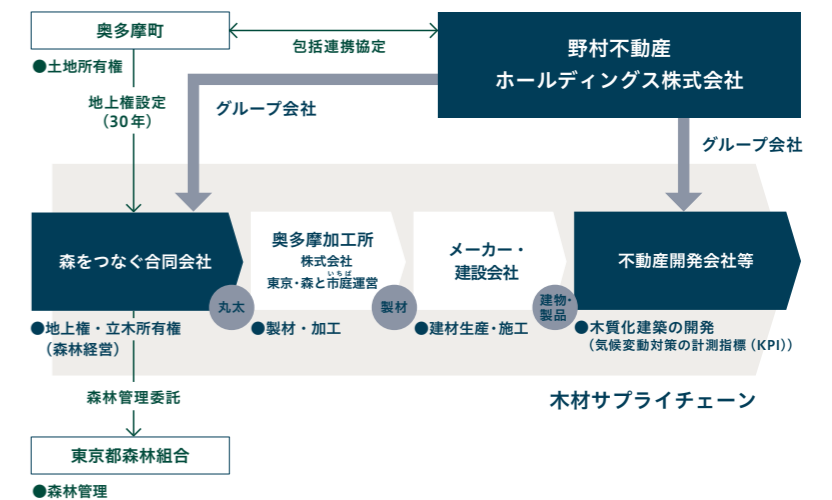 奥多摩町
包括連携協定
野村不動産
ホールディングス株式会社
●土地所有権
地上権設定
（30年）
グループ会社
グループ会社
森をつなぐ合同会社
奥多摩加工所
株式会社
東京・森と市庭運営
いちば
メーカー・
建設会社
不動産開発会社等
丸太
製材
建物・
製品
●地上権・立木所有権
（森林経営）
●製材・加工
●建材生産・施工
●木質化建築の開発
（気候変動対策の計測指標（KPI））
森林管理委託
木材サプライチェーン
東京都森林組合
●森林管理